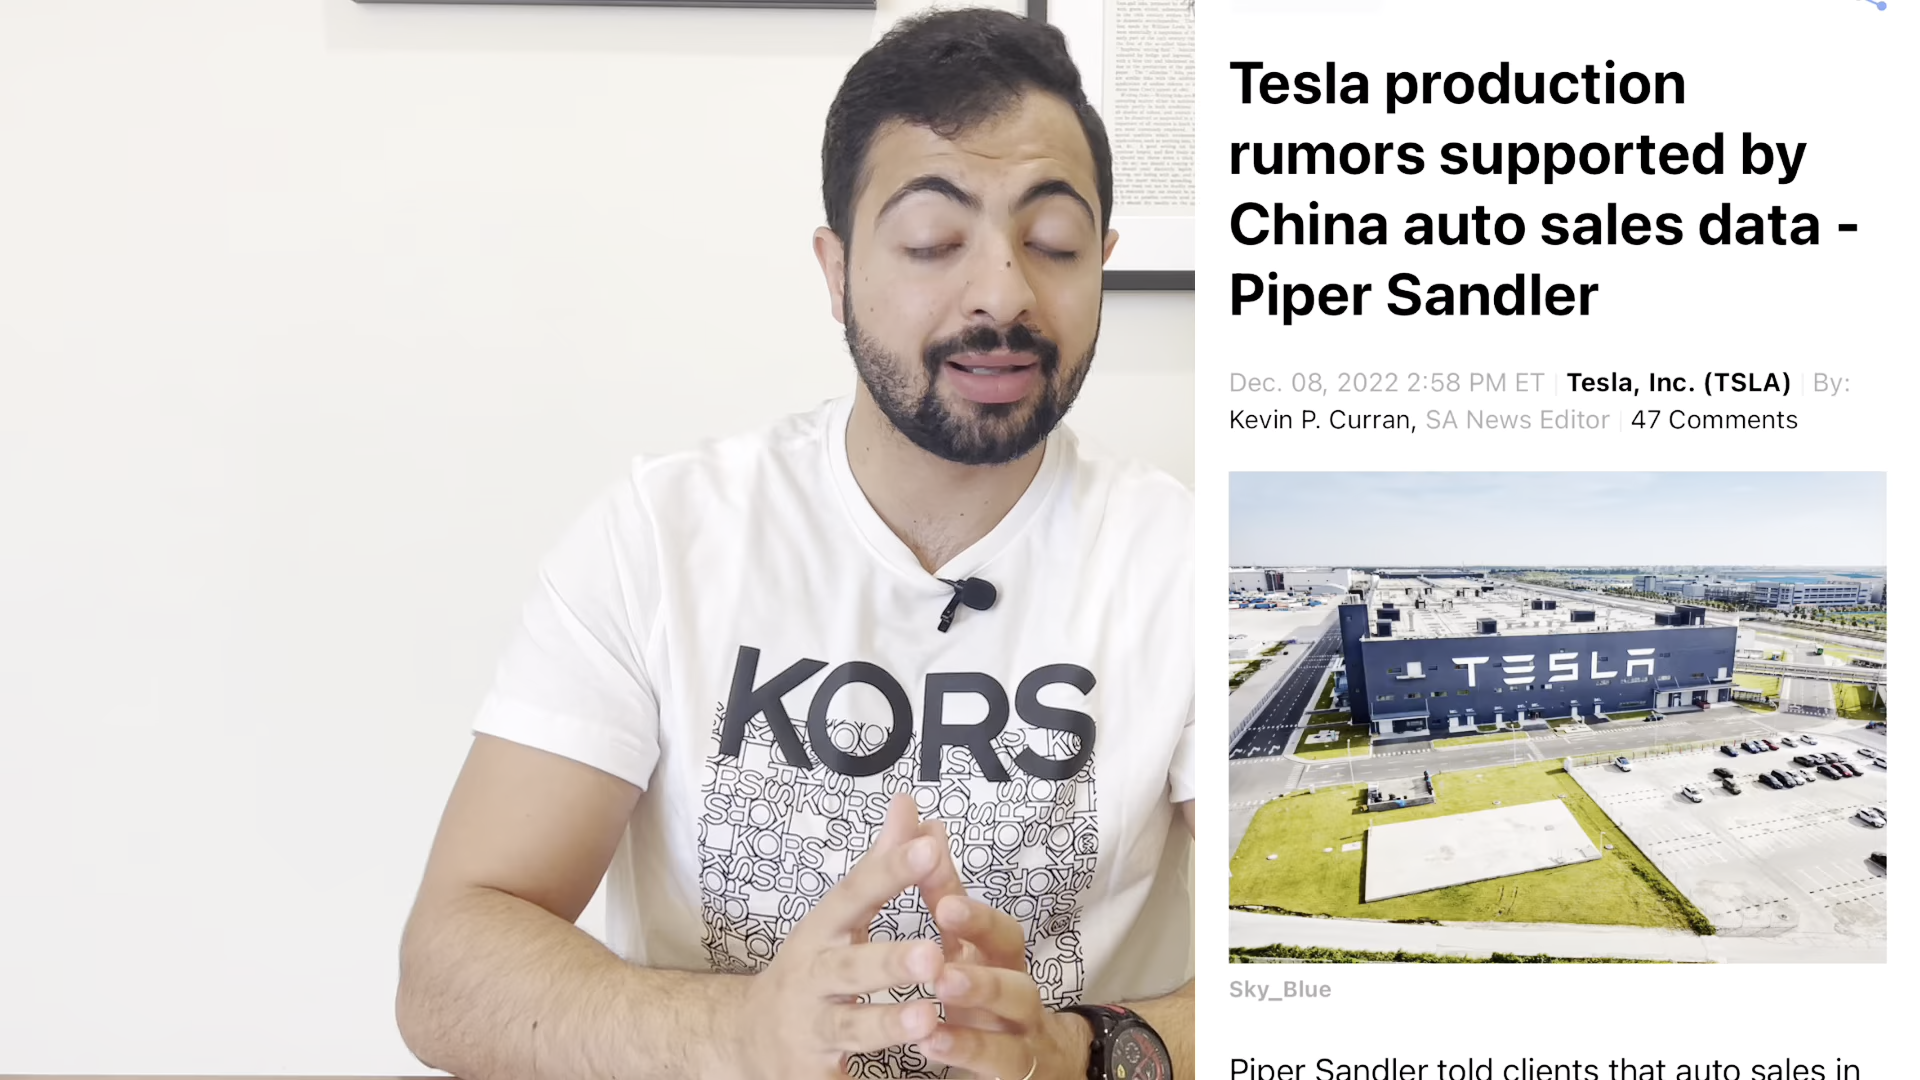 Tesla production
rumors supported by
China auto sales data -
Piper Sandler
Dec. 08, 2022 2:58 PM ET | Tesla, Inc. (TSLA) | By:
Kevin P. Curran, SA News Editor | 47 Comments
TESLA
Sky_Blue
Piper Sandler told clients that auto sales in
KORS